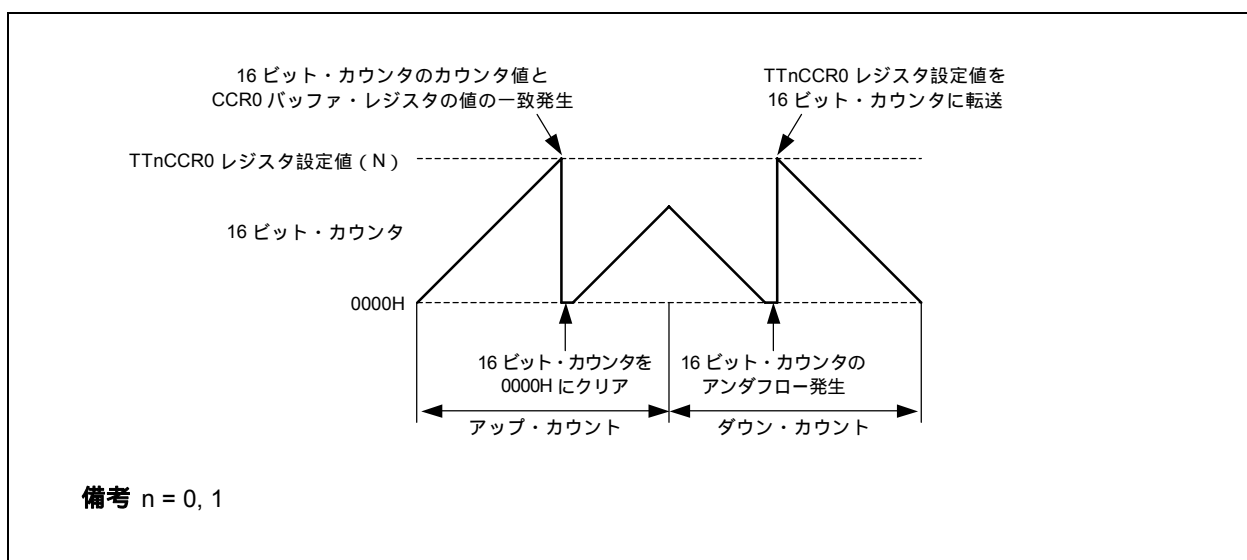 16 ビット・カウンタのカウンタ値と
CCR0 バッファ・レジスタの値の一致発生
TTnCCR0 レジスタ設定値を
16 ビット・カウンタに転送
TTnCCR0 レジスタ設定値（N）
16 ビット・カウンタ
0000H
16 ビット・カウンタを
0000H にクリア
16 ビット・カウンタの
アンダフロー発生
アップ・カウント
ダウン・カウント
備考 n = 0, 1